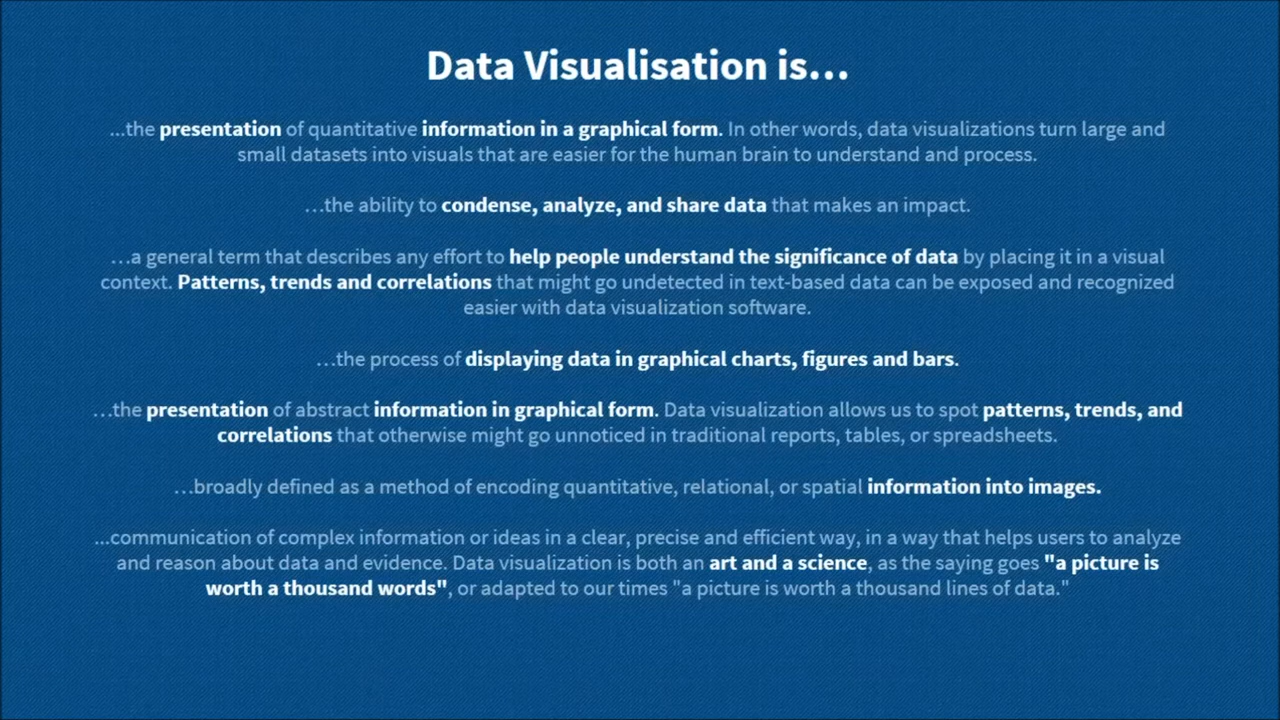 Data Visualisation is...
...the presentation of quantitative information in a graphical form. In other words, data visualizations turn large and
small datasets into visuals that are easier for the human brain to understand and process.
...the ability to condense, analyze, and share data that makes an impact.
...a general term that describes any effort to help people understand the significance of data by placing it in a visual
context. Patterns, trends and correlations that might go undetected in text-based data can be exposed and recognized
easier with data visualization software.
...the process of displaying data in graphical charts, figures and bars.
...the presentation of abstract information in graphical form. Data visualization allows us to spot patterns, trends, and
correlations that otherwise might go unnoticed in traditional reports, tables, or spreadsheets.
...broadly defined as a method of encoding quantitative, relational, or spatial information into images.
...communication of complex information or ideas in a clear, precise and efficient way, in a way that helps users to analyze
and reason about data and evidence. Data visualization is both an art and a science, as the saying goes "a picture is
worth a thousand words", or adapted to our times "a picture is worth a thousand lines of data."